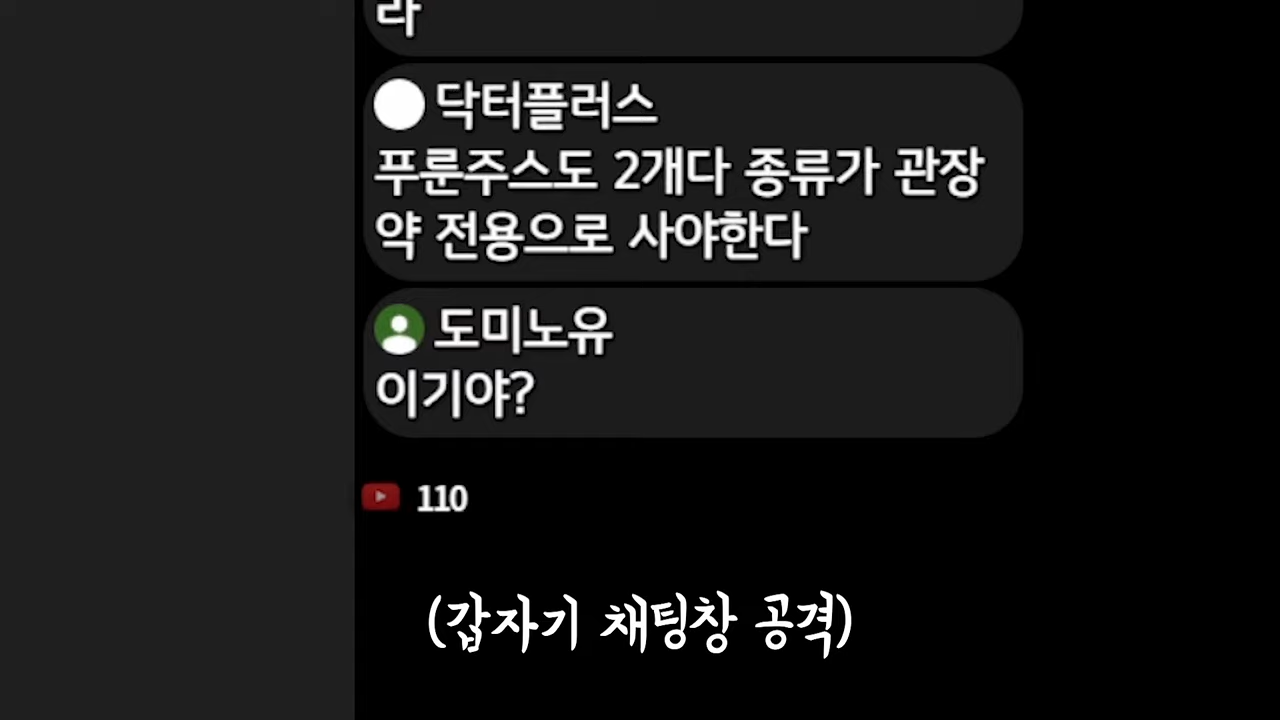 라
닥터플러스
푸룬주스도 2개다 종류가 관장
약 전용으로 사야한다
도미노유
이기야?
110
(갑자기 채팅창 공격)